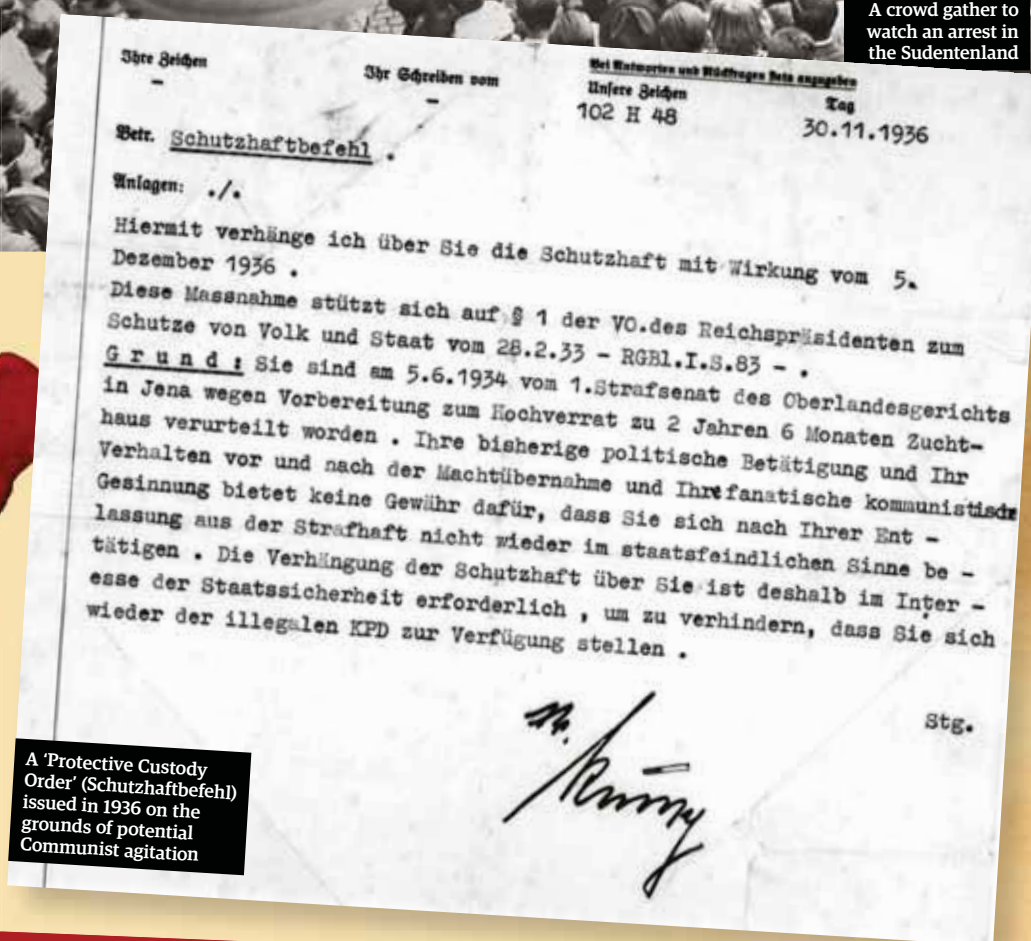 A crowd gather to
watch an arrest in
the Sudentenland
Ihre Zeichen
–
Ihr Schreiben vom
–
Bei Antworten und Rückfragen stets anzugeben
Unsere Zeichen
102 H 48
Tag
30.11.1936
Betr. Schutzhaftbefehl .
Anlagen: ./.
Hiermit verhänge ich über Sie die Schutzhaft mit Wirkung vom 5.
Dezember 1936 .
Diese Massnahme stützt sich auf § 1 der VO.des Reichspräsidenten zum
Schutze von Volk und Staat vom 28.2.33 – RGBl.I.S.83 – .
G r u n d : Sie sind am 5.6.1934 vom 1.Strafsenat des Oberlandesgerichts
in Jena wegen Vorbereitung zum Hochverrat zu 2 Jahren 6 Monaten Zucht–
haus verurteilt worden . Ihre bisherige politische Betätigung und Ihr
Verhalten vor und nach der Machtübernahme und Ihre fanatische kommunistische
Gesinnung bietet keine Gewähr dafür, dass Sie sich nach Ihrer Ent –
lassung aus der Strafhaft nicht wieder im staatsfeindlichen Sinne be –
tätigen . Die Verhängung der Schutzhaft über Sie ist deshalb im Inter –
esse der Staatssicherheit erforderlich , um zu verhindern, dass Sie sich
wieder der illegalen KPD zur Verfügung stellen .
Stg.
A ‘Protective Custody
Order’ (Schutzhaftbefehl)
issued in 1936 on the
grounds of potential
Communist agitation